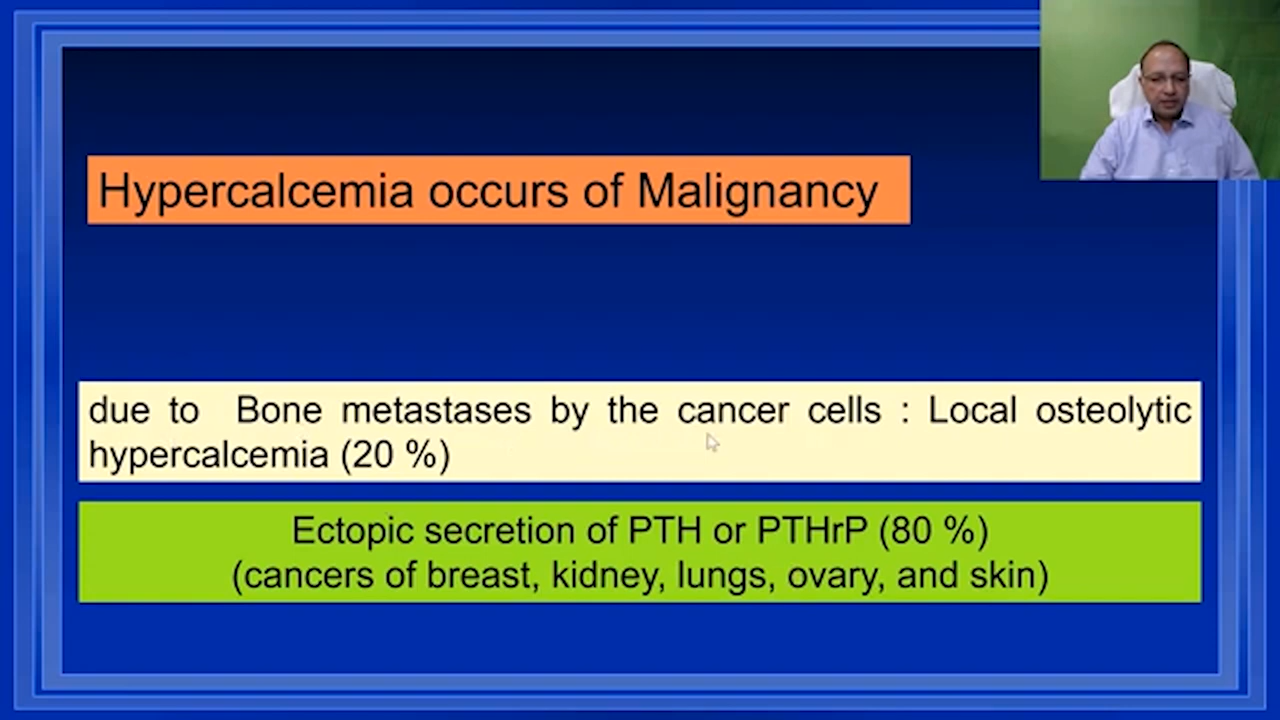 Hypercalcemia occurs of Malignancy
due to Bone metastases by the cancer cells : Local osteolytic
hypercalcemia (20 %)
Ectopic secretion of PTH or PTHrP (80 %)
(cancers of breast, kidney, lungs, ovary, and skin)